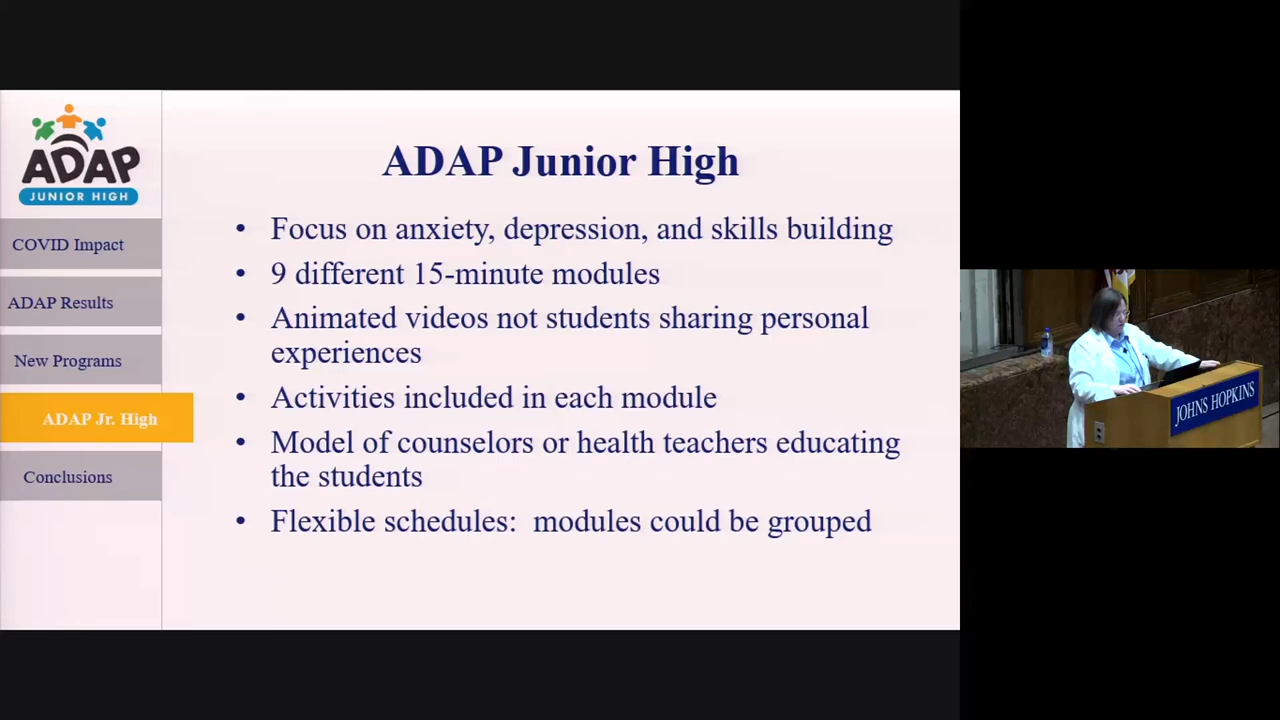 ADAP
JUNIOR HIGH
COVID Impact
ADAP Results
New Programs
ADAP Jr. High
Conclusions
ADAP Junior High
• Focus on anxiety, depression, and skills building
• 9 different 15-minute modules
• Animated videos not students sharing personal
experiences
• Activities included in each module
• Model of counselors or health teachers educating
the students
• Flexible schedules:  modules could be grouped
JOHNS HOPKINS